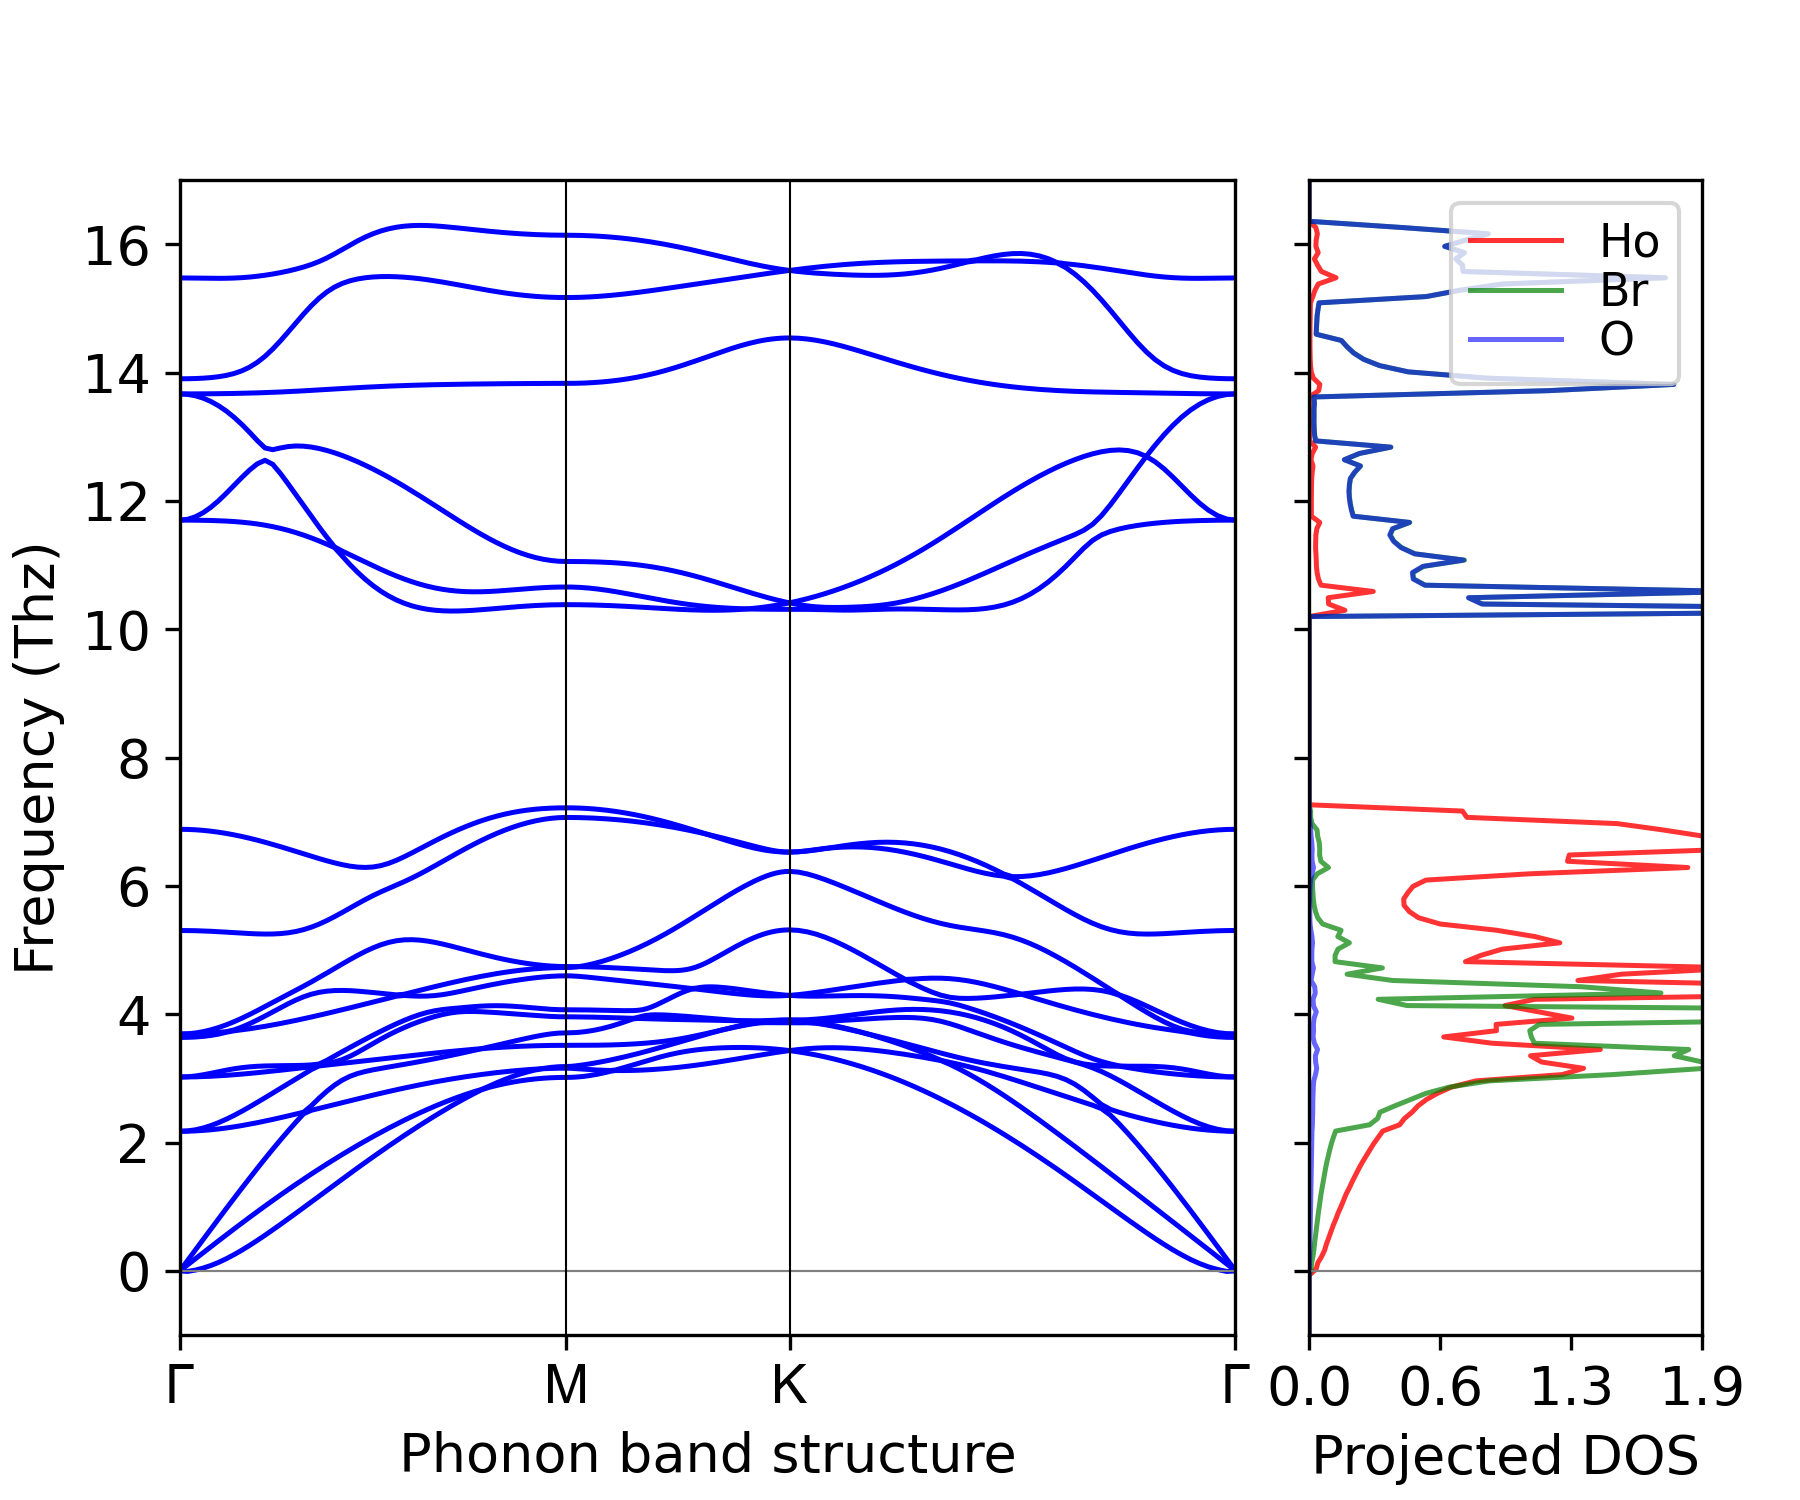 16
14
12
10
8
6
4
2
0
Frequency (Thz)
Γ M K Γ
Phonon band structure
Ho
Br
O
0.0 0.6 1.3 1.9
Projected DOS